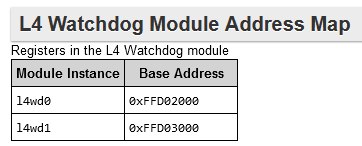 L4 Watchdog Module Address Map
Registers in the L4 Watchdog module
Module Instance Base Address
l4wd0 0xFFD02000
l4wd1 0xFFD03000